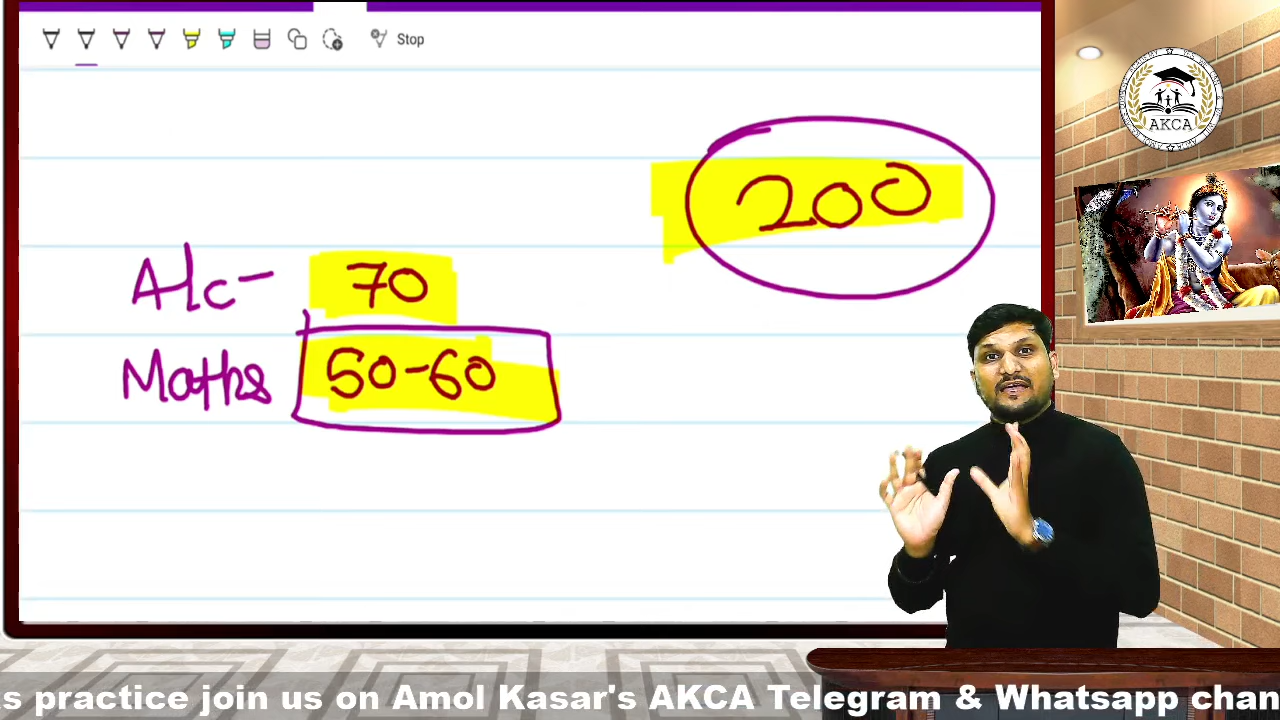 Stop
AKCA
200
A/c - 70
Maths 50-60
s practice join us on Amol Kasar's AKCA Telegram & Whatsapp chan